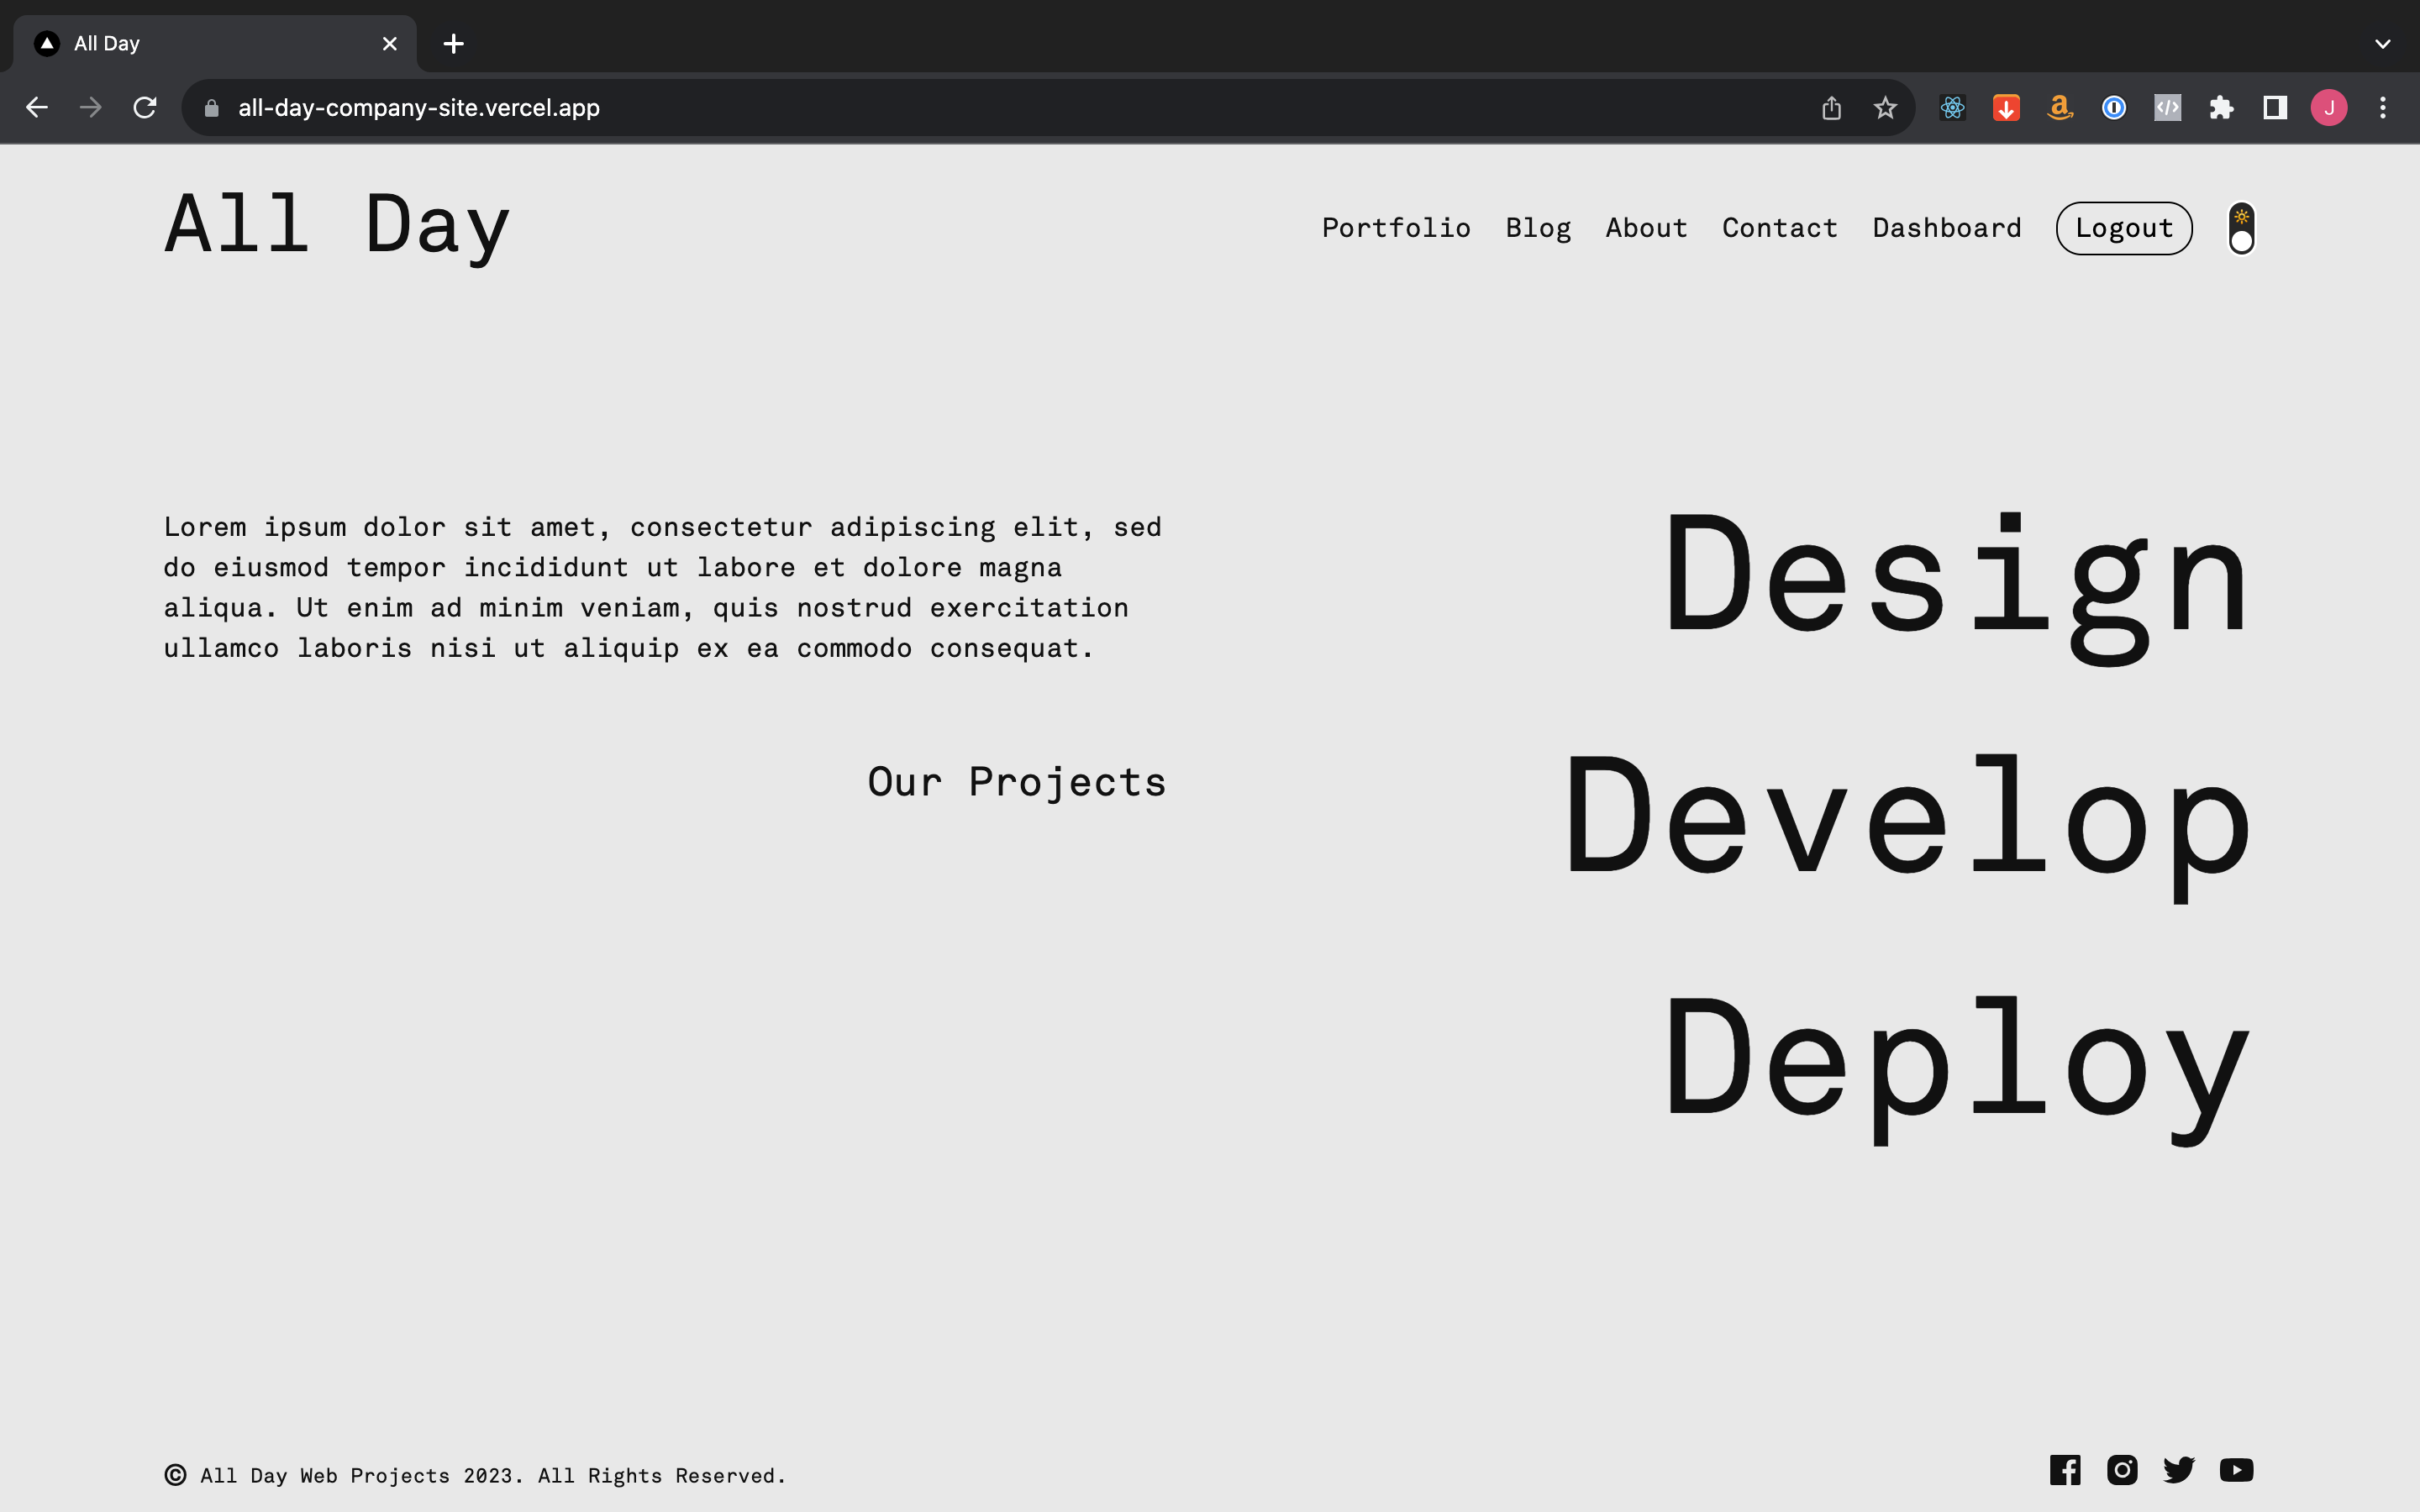 All Day
all-day-company-site.vercel.app
J
All Day
Portfolio Blog About Contact Dashboard Logout
Lorem ipsum dolor sit amet, consectetur adipiscing elit, sed
do eiusmod tempor incididunt ut labore et dolore magna
aliqua. Ut enim ad minim veniam, quis nostrud exercitation
ullamco laboris nisi ut aliquip ex ea commodo consequat.
Our Projects
Design
Develop
Deploy
© All Day Web Projects 2023. All Rights Reserved.